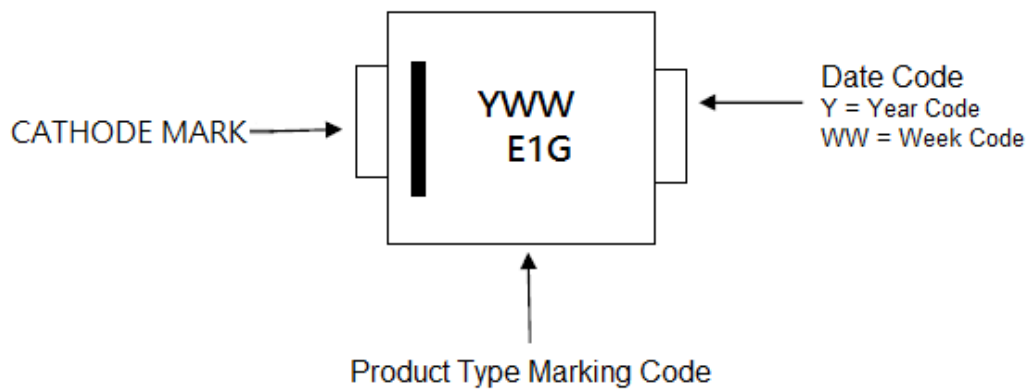 YWW
E1G
CATHODE MARK
Date Code
Y = Year Code
WW = Week Code
Product Type Marking Code